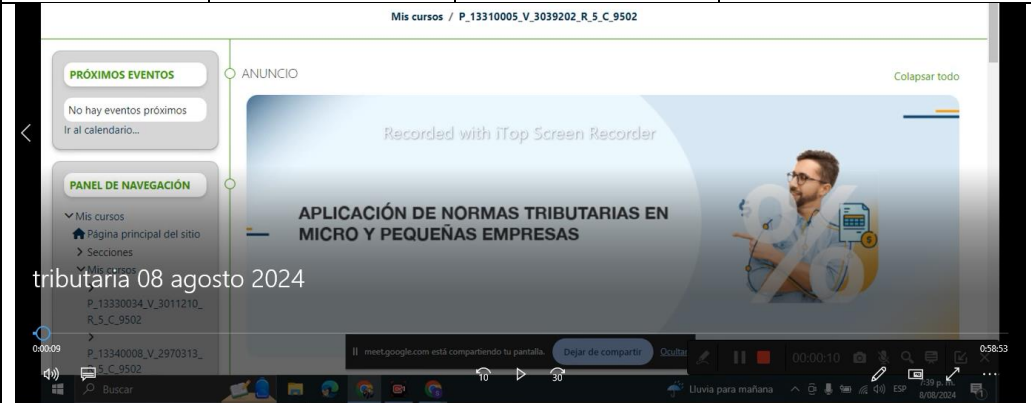 Mis cursos / P_13310005_V_3039202_R_5_C_9502
PRÓXIMOS EVENTOS
No hay eventos próximos
Ir al calendario...
PANEL DE NAVEGACIÓN
Mis cursos
Página principal del sitio
Secciones
Mis cursos
P_13330034_V_3011210_
R_5_C_9502
P_13340008_V_2970313_
5_C_9502
ANUNCIO
Colapsar todo
Recorded with iTop Screen Recorder
APLICACIÓN DE NORMAS TRIBUTARIAS EN
MICRO Y PEQUEÑAS EMPRESAS
%
tributaria 08 agosto 2024
0:00:09
0:58:53
meet.google.com está compartiendo tu pantalla.
Dejar de compartir
Ocultar
00:00:10
10
30
Buscar
Lluvia para mañana
ESP
7:39 p. m.
8/08/2024